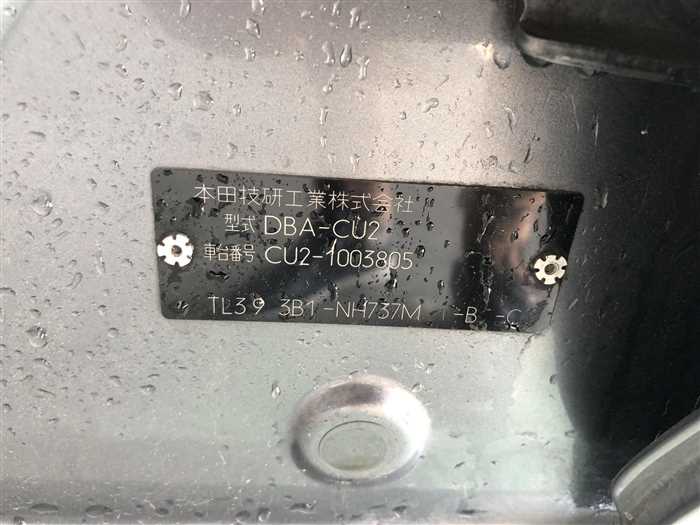 本田技研工業株式会社
型式 DBA-CU2
車台番号 CU2-1003805
TL39 3B1-NH737M -B -C